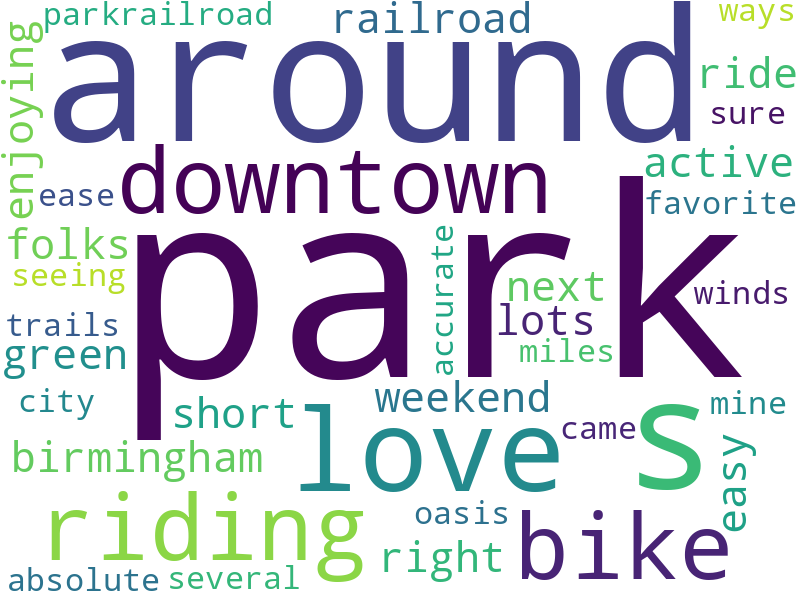 parkrailroad railroad ways
around
ride
sure
enjoying
downtown
active
ease
favorite
folks
park
seeing
accurate
next
winds
trails
lots
green
miles
city
short
weekend
love
s
mine
came
birmingham
easy
riding
oasis
bike
right
absolute
several